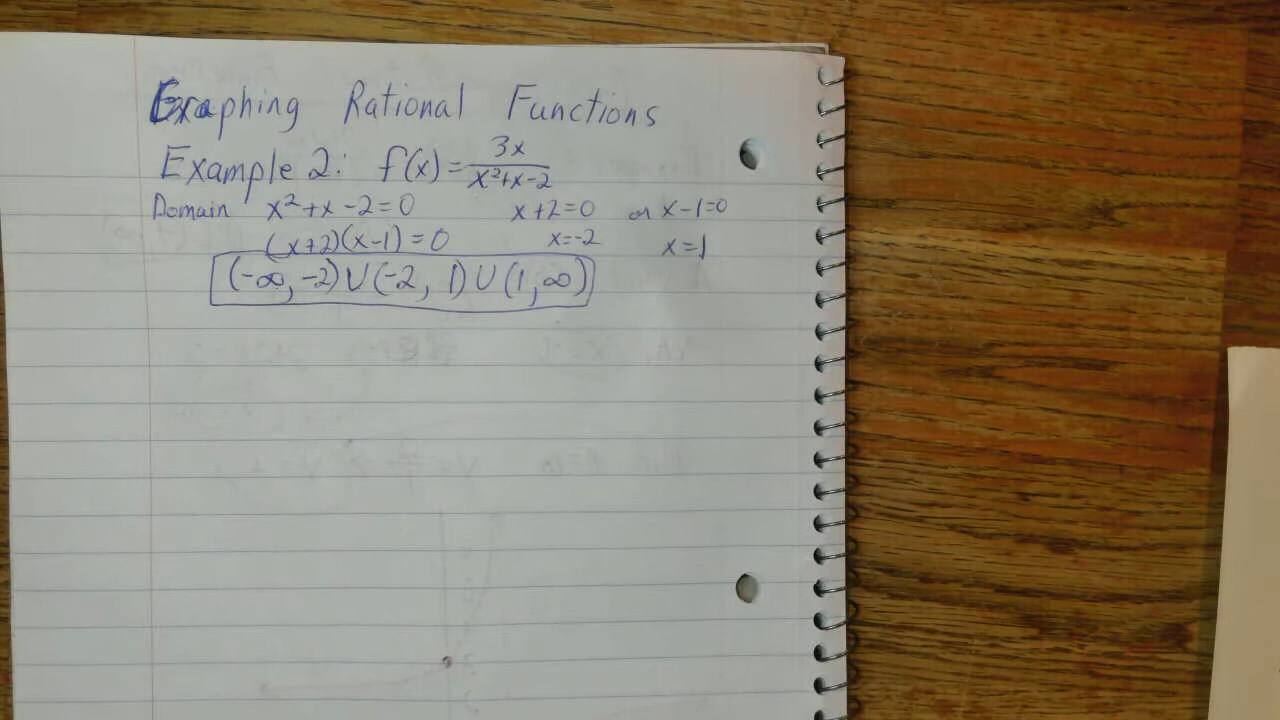 Graphing Rational Functions
Example 2: f(x) = 3x / x²+x-2
Domain x² + x - 2 = 0 x + 2 = 0 or x - 1 = 0
(x+2)(x-1) = 0 x = -2 x = 1
(-∞, -2) ∪ (-2, 1) ∪ (1, ∞)